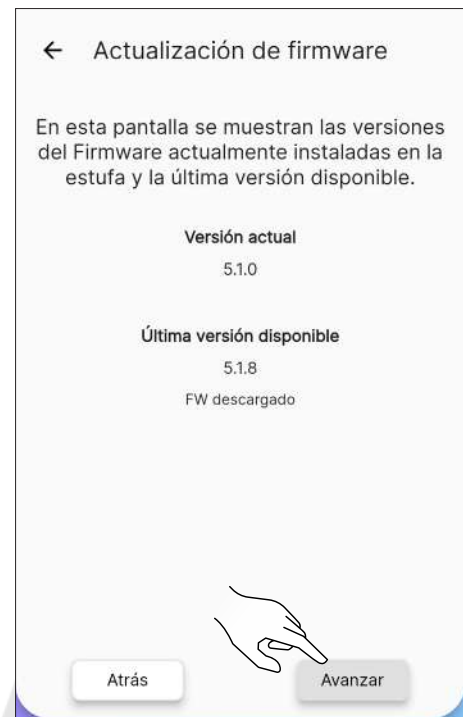 Actualización de firmware
En esta pantalla se muestran las versiones
del Firmware actualmente instaladas en la
estufa y la última versión disponible.
Versión actual
5.1.0
Última versión disponible
5.1.8
FW descargado
Atrás
Avanzar